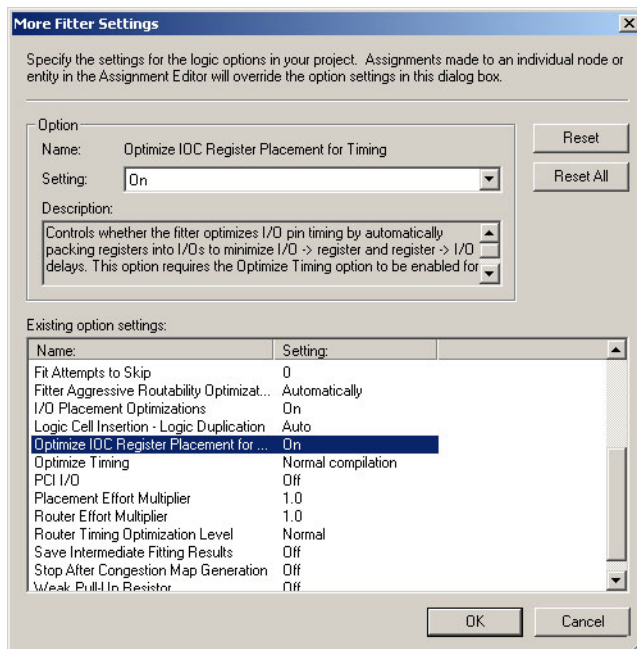 More Fitter Settings
Specify the settings for the logic options in your project. Assignments made to an individual node or
entity in the Assignment Editor will override the option settings in this dialog box.
Option
Name: Optimize IOC Register Placement for Timing
Reset
Setting: On
Reset All
Description:
Controls whether the fitter optimizes I/O pin timing by automatically
packing registers into I/Os to minimize I/O -> register and register -> I/O
delays. This option requires the Optimize Timing option to be enabled for
Existing option settings:
Name: Setting:
Fit Attempts to Skip 0
Fitter Aggressive Routability Optimizat... Automatically
I/O Placement Optimizations On
Logic Cell Insertion - Logic Duplication Auto
Optimize IOC Register Placement for ... On
Optimize Timing Normal compilation
PCI I/O Off
Placement Effort Multiplier 1.0
Router Effort Multiplier 1.0
Router Timing Optimization Level Normal
Save Intermediate Fitting Results Off
Stop After Congestion Map Generation Off
Weak Pull-Up Resistor Off
OK Cancel